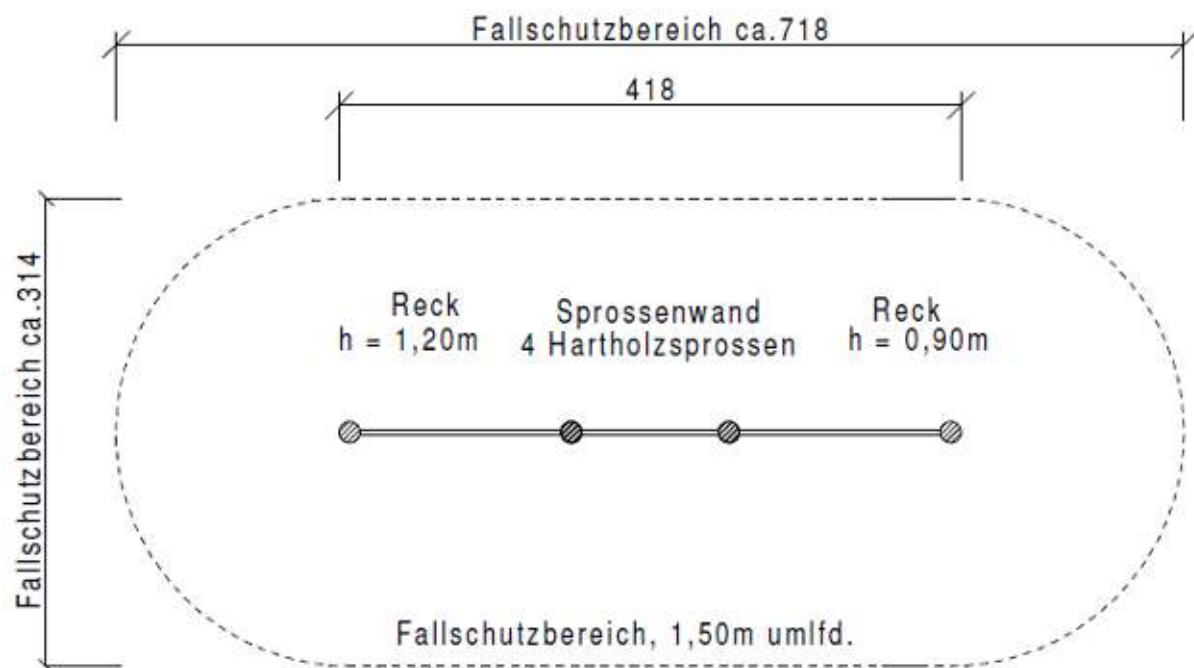 Fallschutzbereich ca.718
418
Fallschutzbereich ca.314
Reck
h = 1,20m
Sprossenwand
4 Hartholzsprossen
Reck
h = 0,90m
Fallschutzbereich, 1,50m umlfd.